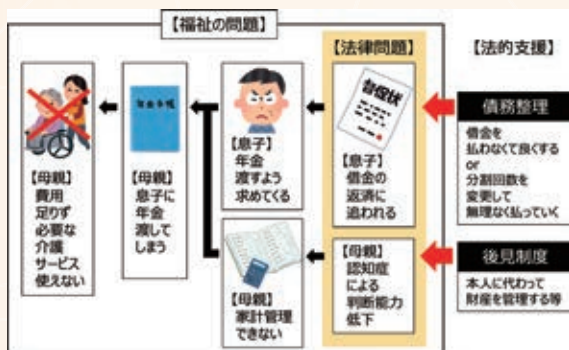 【福祉の問題】
【法律問題】
【法的支援】
【母親】
費用
足りず
必要な
介護
サービス
使えない
年金手帳
【母親】
息子に
年金
渡して
しまう
【息子】
年金
渡すよう
求めてくる
【母親】
家計管理
できない
督促状
【息子】
借金の
返済に
追われる
【母親】
認知症
による
判断能力
低下
債務整理
借金を
払わなくて良くする
or
分割回数を
変更して
無理なく払っていく
後見制度
本人に代わって
財産を管理する等